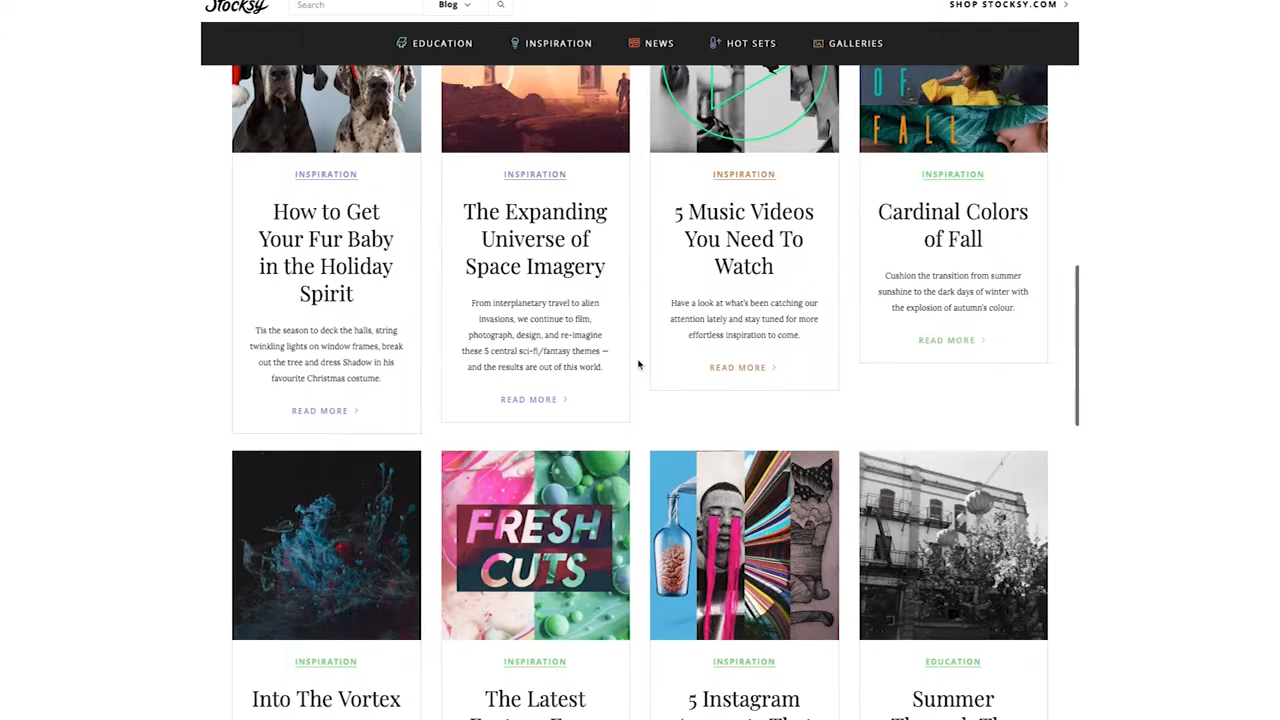 Stocksy
Search
Blog
SHOP STOCKSY.COM
EDUCATION
INSPIRATION
NEWS
HOT SETS
GALLERIES
OF
FALL
INSPIRATION
How to Get
Your Fur Baby
in the Holiday
Spirit
Tis the season to deck the halls, string
twinkling lights on window frames, break
out the tree and dress Shadow in his
favourite Christmas costume.
READ MORE
INSPIRATION
The Expanding
Universe of
Space Imagery
From interplanetary travel to alien
invasions, we continue to film,
photograph, design, and re-imagine
these 5 central sci-fi/fantasy themes —
and the results are out of this world.
READ MORE
INSPIRATION
5 Music Videos
You Need To
Watch
Have a look at what's been catching our
attention lately and stay tuned for more
effortless inspiration to come.
READ MORE
INSPIRATION
Cardinal Colors
of Fall
Cushion the transition from summer
sunshine to the dark days of winter with
the explosion of autumn's colour.
READ MORE
FRESH
CUTS
INSPIRATION
Into The Vortex
INSPIRATION
The Latest
INSPIRATION
5 Instagram
EDUCATION
Summer